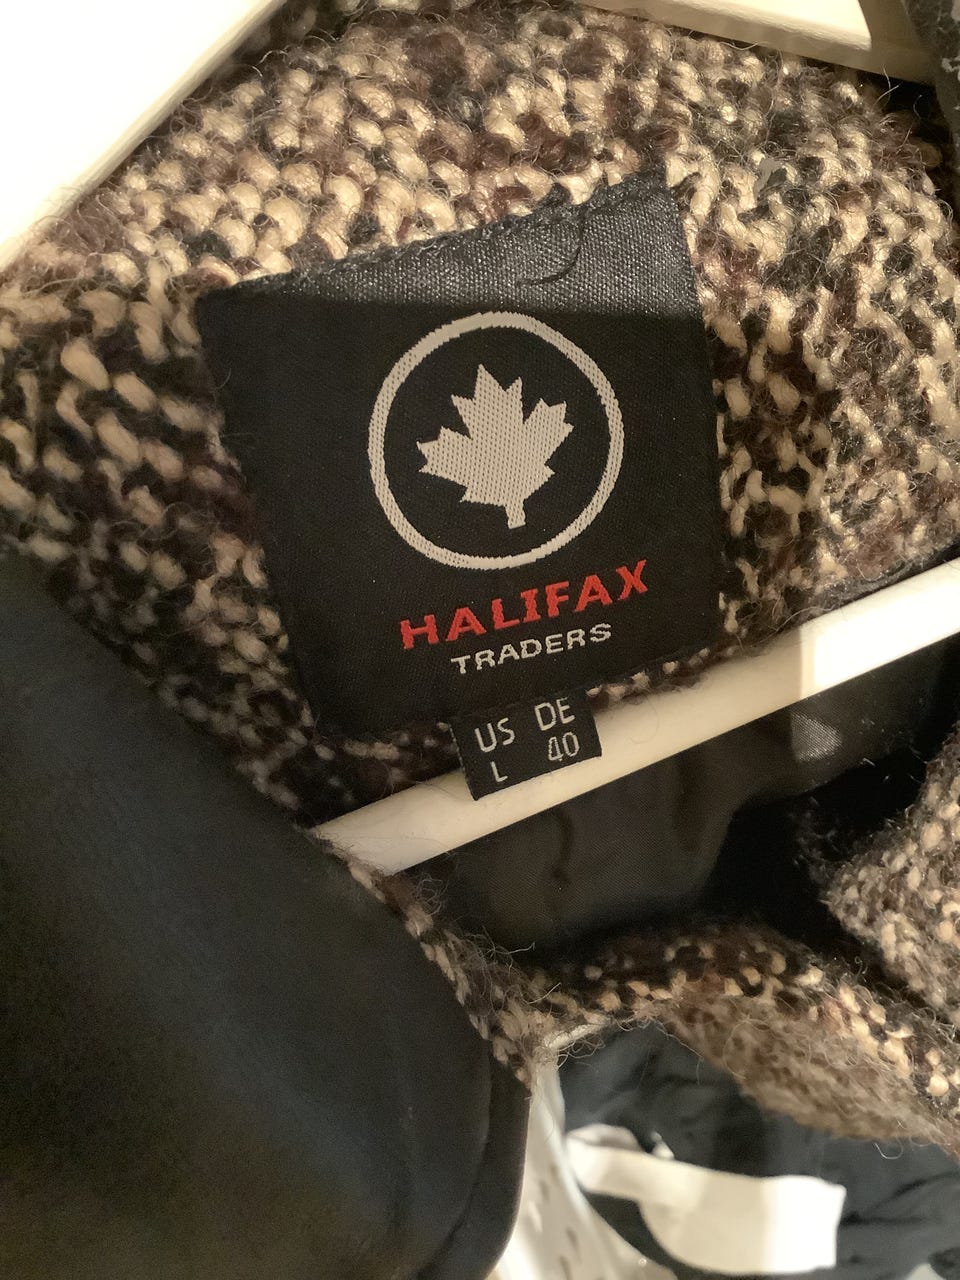 HALIFAX
TRADERS
US DE
L 40